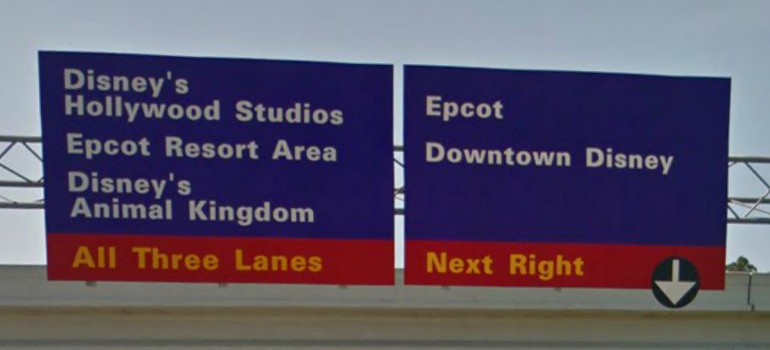 Disney's
Hollywood Studios
Epcot Resort Area
Disney's
Animal Kingdom
All Three Lanes
Epcot
Downtown Disney
Next Right